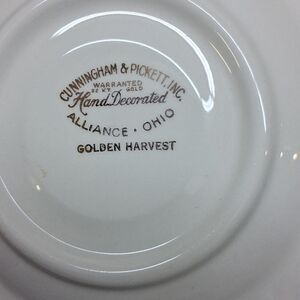 CUNNINGHAM & PICKETT, INC.
WARRANTED
22 KT. GOLD
Hand Decorated
ALLIANCE · OHIO
GOLDEN HARVEST